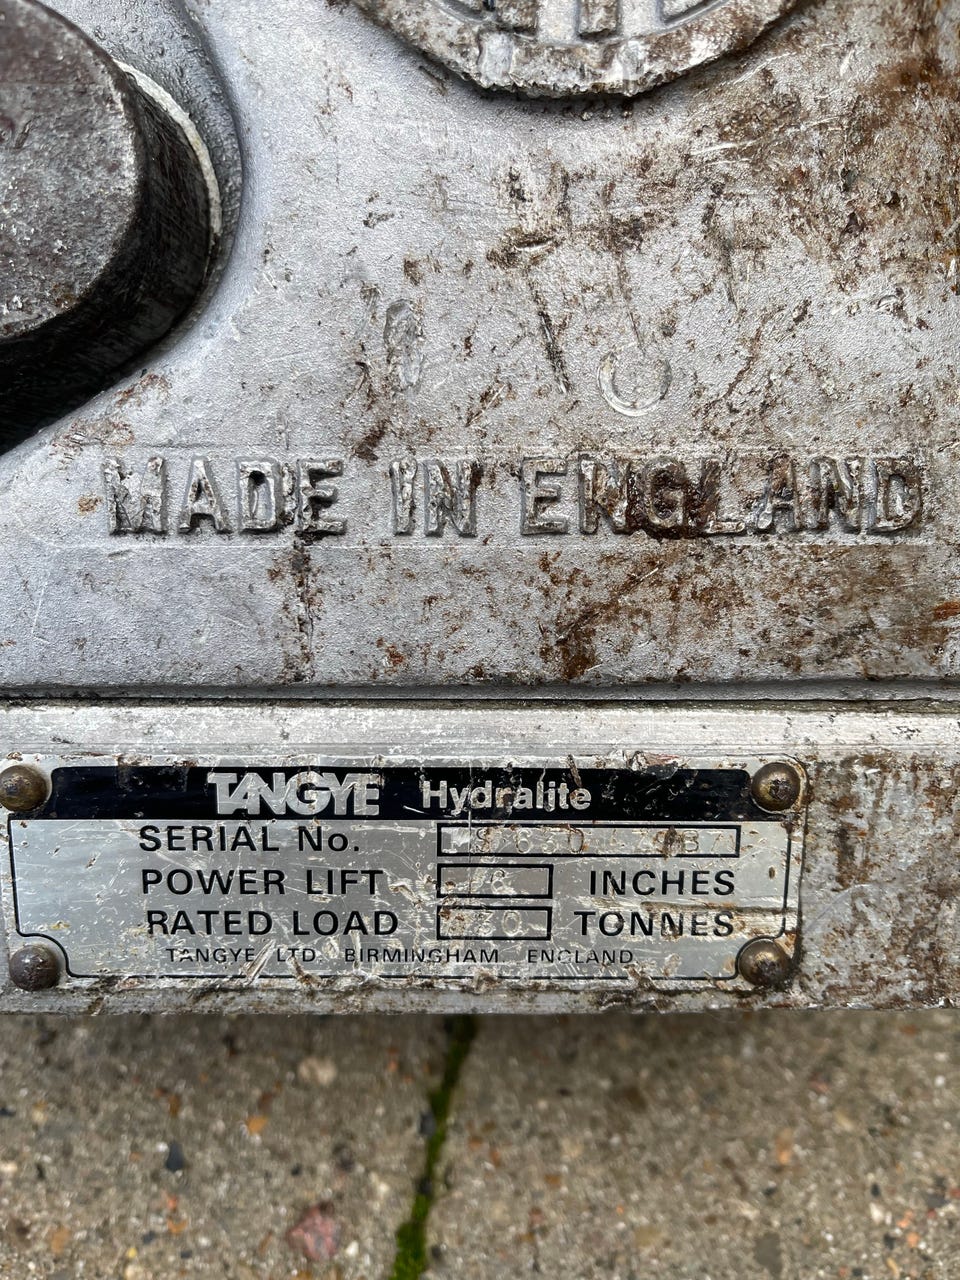 MADE IN ENGLAND
TANGYE Hydralite
SERIAL No.
POWER LIFT 6 INCHES
RATED LOAD 30 TONNES
TANGYE LTD. BIRMINGHAM. ENGLAND